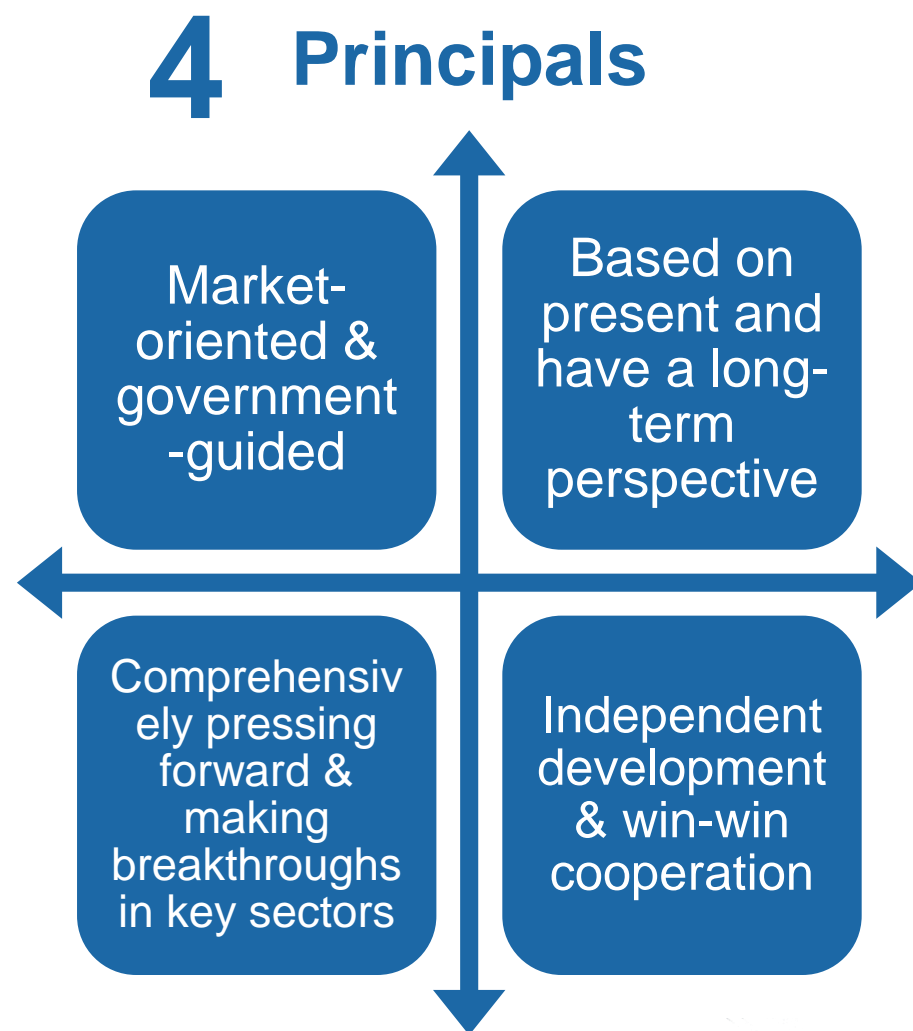 4 Principals
Market-
oriented &
government
-guided
Based on
present and
have a long-
term
perspective
Comprehensiv
ely pressing
forward &
making
breakthroughs
in key sectors
Independent
development
& win-win
cooperation